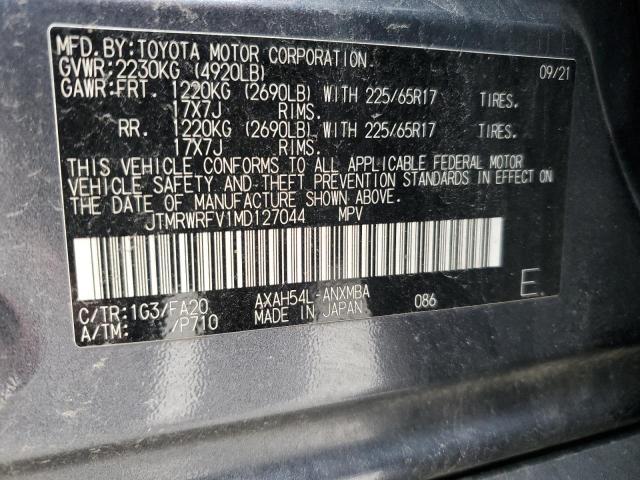 MFD. BY: TOYOTA MOTOR CORPORATION. 09/21
GVWR: 2230KG (4920LB)
GAWR: FRT. 1220KG (2690LB) WITH 225/65R17 TIRES.
17X7J RIMS.
RR. 1220KG (2690LB) WITH 225/65R17 TIRES.
17X7J RIMS.
THIS VEHICLE CONFORMS TO ALL APPLICABLE FEDERAL MOTOR
VEHICLE SAFETY AND THEFT PREVENTION STANDARDS IN EFFECT ON
THE DATE OF MANUFACTURE SHOWN ABOVE.
JTMRWRFV1MD127044 MPV
C/TR: 1G3/FA20 AXAH54L-ANXMBA 086 E
A/TM: /P710 MADE IN JAPAN